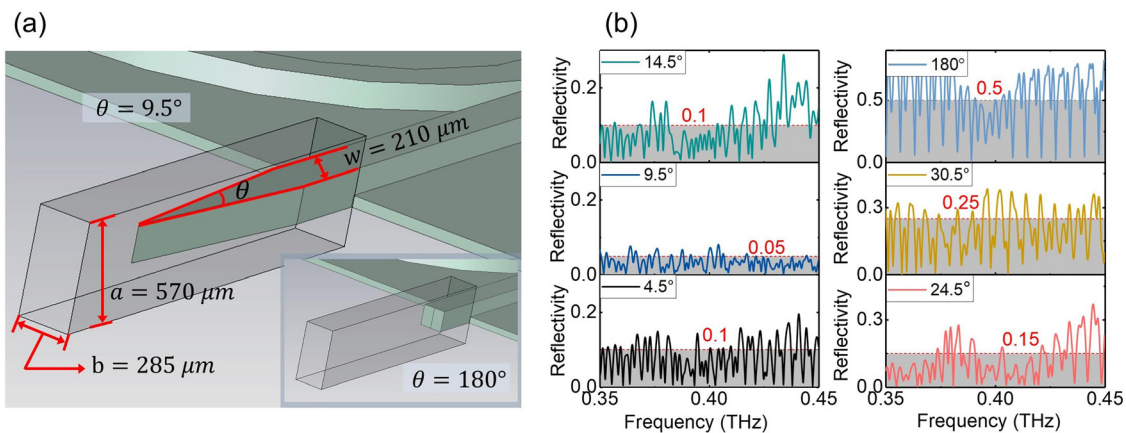 (a)
θ = 9.5°
w = 210 μm
θ
a = 570 μm
b = 285 μm
θ = 180°
(b)
Reflectivity
0.2
0.0
14.5°
0.1
Reflectivity
0.2
0.0
9.5°
0.05
Reflectivity
0.2
0.0
4.5°
0.1
0.35
0.40
0.45
Frequency (THz)
Reflectivity
0.5
0.0
180°
0.5
Reflectivity
0.3
0.0
30.5°
0.25
Reflectivity
0.3
0.0
24.5°
0.15
0.35
0.40
0.45
Frequency (THz)